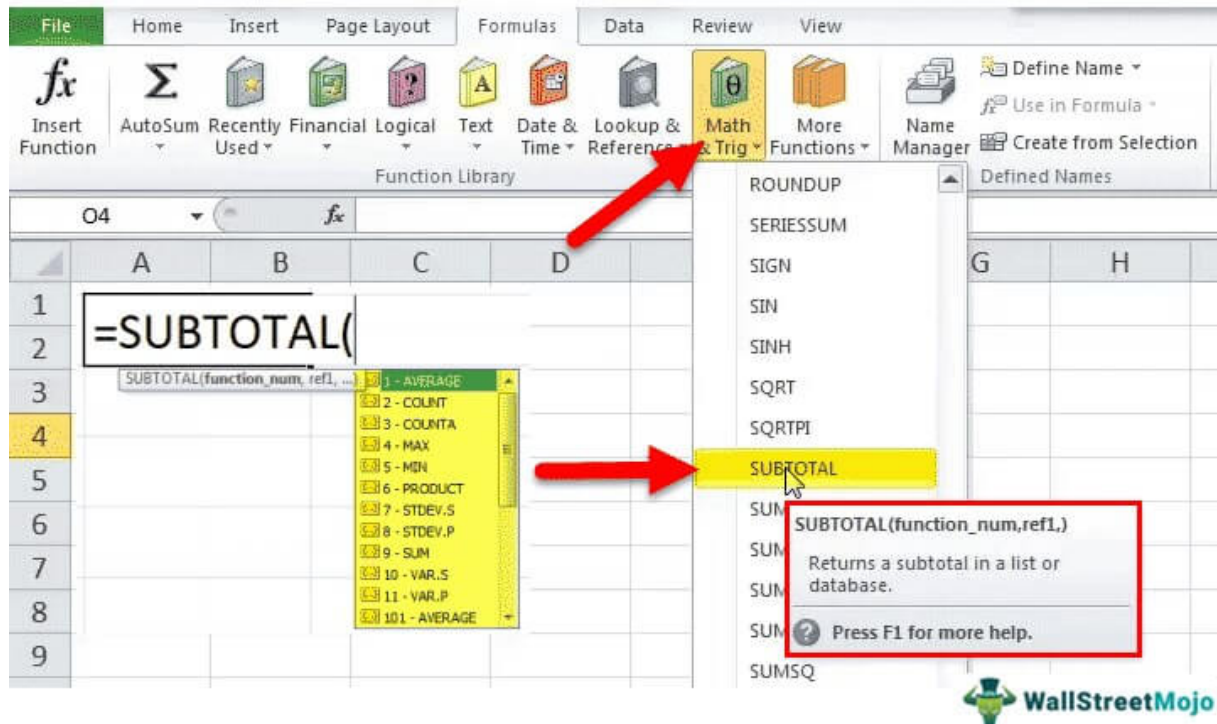 File Home Insert Page Layout Formulas Data Review View
fx Σ ? A θ
Insert Function
AutoSum
Recently Used
Financial
Logical
Text
Date & Time
Lookup & Reference
Math & Trig
More Functions
Name Manager
Define Name
Use in Formula
Create from Selection
Function Library
Defined Names
O4 fx
A B C D G H
1
2
3
4
5
6
7
8
9
=SUBTOTAL(
SUBTOTAL(function_num, ref1, ...)
1 - AVERAGE
2 - COUNT
3 - COUNTA
4 - MAX
5 - MIN
6 - PRODUCT
7 - STDEV.S
8 - STDEV.P
9 - SUM
10 - VAR.S
11 - VAR.P
101 - AVERAGE
ROUNDUP
SERIESSUM
SIGN
SIN
SINH
SQRT
SQRTPI
SUBTOTAL
SUM
SUM
SUM
SUM
SUMSQ
SUBTOTAL(function_num,ref1,)
Returns a subtotal in a list or
database.
Press F1 for more help.
WallStreetMojo